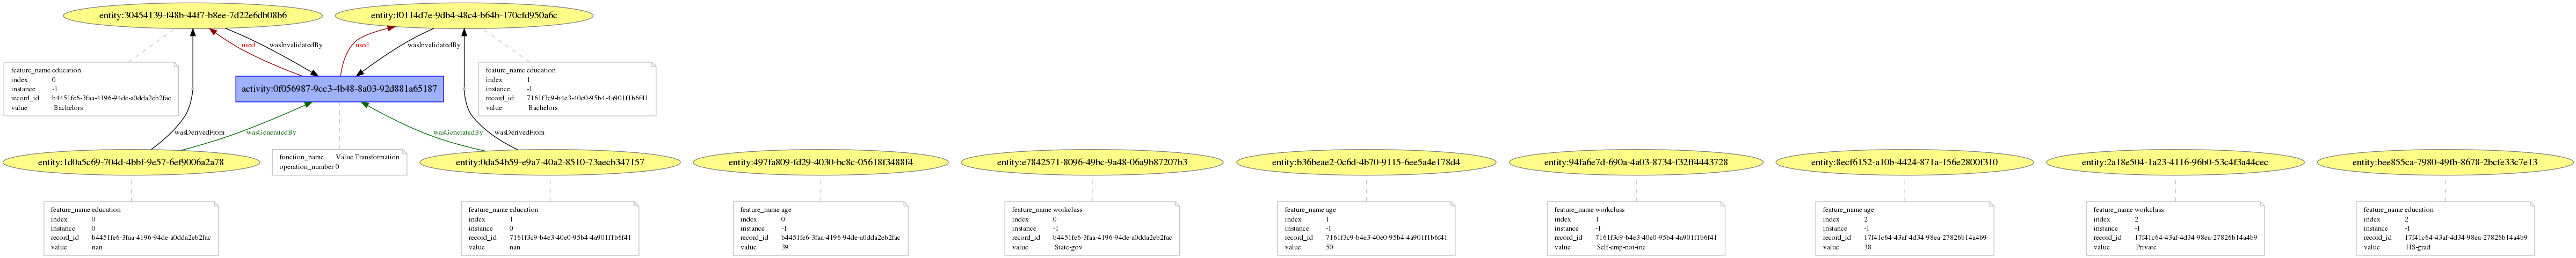 entity:30454139-f48b-44f7-b8ee-7d22e6db08b6
entity:f0114d7e-9db4-48c4-b64b-170cfd950a6c
used
wasInvalidatedBy
used
wasInvalidatedBy
feature_name education
index 0
instance -1
record_id b4451fe6-3faa-4196-94de-a0dda2eb2fac
value Bachelors
activity:0f056987-9cc3-4b48-8a03-92d881a65187
feature_name education
index 1
instance -1
record_id 7161f3c9-b4e3-40e0-95b4-4a901f1b6f41
value Bachelors
wasDerivedFrom
wasGeneratedBy
wasGeneratedBy
wasDerivedFrom
entity:1d0a5c69-704d-4bbf-9e57-6ef9006a2a78
function_name Value Transformation
operation_number 0
entity:0da54b59-e9a7-40a2-8510-73aecb347157
entity:497fa809-fd29-4030-bc8c-05618f3488f4
entity:e7842571-8096-49bc-9a48-06a9b87207b3
entity:b36beae2-0c6d-4b70-9115-6ee5a4e178d4
entity:94fa6e7d-690a-4a03-8734-f32ff4443728
entity:8ecf6152-a10b-4424-871a-156e2800f310
entity:2a18e504-1a23-4116-96b0-53c4f3a44cec
entity:bee855ca-7980-49fb-8678-2bcfe33c7e13
feature_name education
index 0
instance 0
record_id b4451fe6-3faa-4196-94de-a0dda2eb2fac
value nan
feature_name education
index 1
instance 0
record_id 7161f3c9-b4e3-40e0-95b4-4a901f1b6f41
value nan
feature_name age
index 0
instance -1
record_id b4451fe6-3faa-4196-94de-a0dda2eb2fac
value 39
feature_name workclass
index 0
instance -1
record_id b4451fe6-3faa-4196-94de-a0dda2eb2fac
value State-gov
feature_name age
index 1
instance -1
record_id 7161f3c9-b4e3-40e0-95b4-4a901f1b6f41
value 50
feature_name workclass
index 1
instance -1
record_id 7161f3c9-b4e3-40e0-95b4-4a901f1b6f41
value Self-emp-not-inc
feature_name age
index 2
instance -1
record_id 17f41c64-43af-4d34-98ea-27826b14a4b9
value 38
feature_name workclass
index 2
instance -1
record_id 17f41c64-43af-4d34-98ea-27826b14a4b9
value Private
feature_name education
index 2
instance -1
record_id 17f41c64-43af-4d34-98ea-27826b14a4b9
value HS-grad